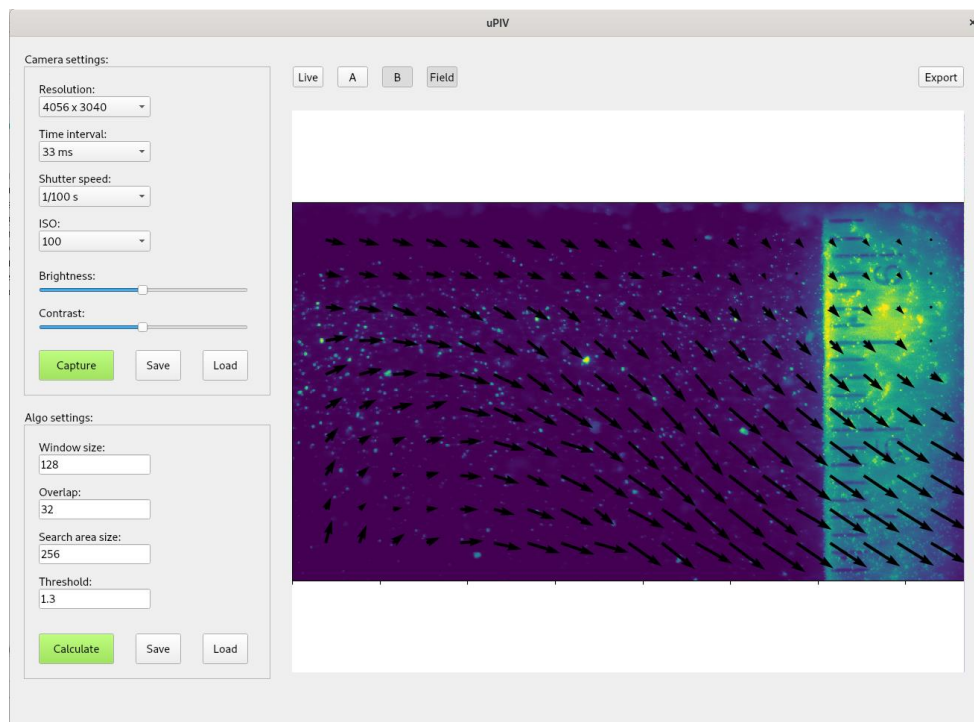 uPIV
Camera settings:
Resolution:
4056 x 3040
Time interval:
33 ms
Shutter speed:
1/100 s
ISO:
100
Brightness:
Contrast:
Capture Save Load
Algo settings:
Window size:
128
Overlap:
32
Search area size:
256
Threshold:
1.3
Calculate Save Load
Live A B Field Export